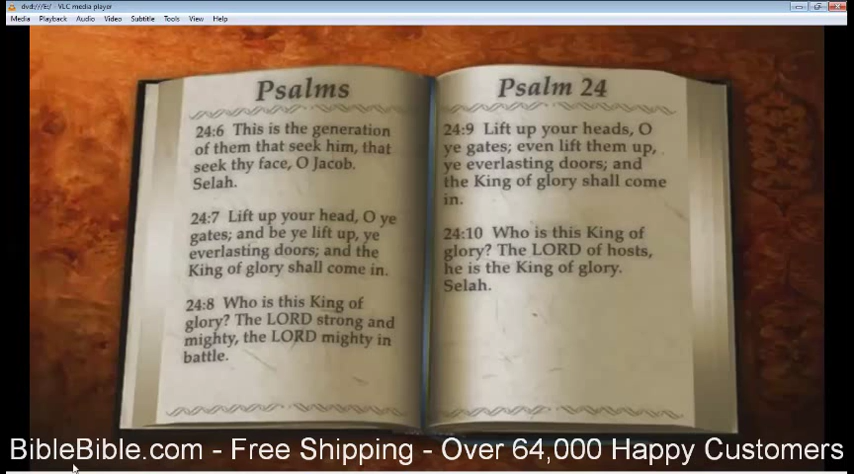 dvd:///E:/ - VLC media player
Media Playback Audio Video Subtitle Tools View Help
Psalms
24:6 This is the generation
of them that seek him, that
seek thy face, O Jacob.
Selah.
24:7 Lift up your head, O ye
gates; and be ye lift up, ye
everlasting doors; and the
King of glory shall come in.
24:8 Who is this King of
glory? The LORD strong and
mighty, the LORD mighty in
battle.
Psalm 24
24:9 Lift up your heads, O
ye gates; even lift them up,
ye everlasting doors; and
the King of glory shall come
in.
24:10 Who is this King of
glory? The LORD of hosts,
he is the King of glory.
Selah.
BibleBible.com - Free Shipping - Over 64,000 Happy Customers